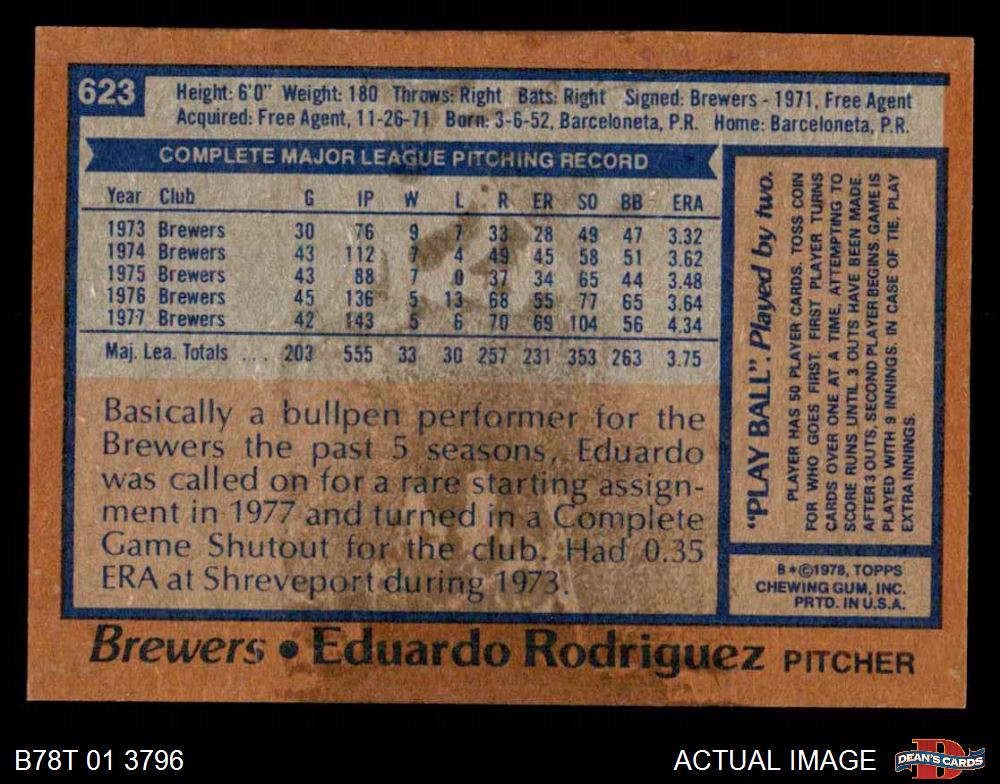 623
Height: 6'0" Weight: 180 Throws: Right Bats: Right Signed: Brewers - 1971, Free Agent
Acquired: Free Agent, 11-26-71 Born: 3-6-52, Barceloneta, P.R. Home: Barceloneta, P.R.
COMPLETE MAJOR LEAGUE PITCHING RECORD
Year Club G IP W L R ER SO BB ERA
1973 Brewers 30 76 9 7 33 28 49 47 3.32
1974 Brewers 43 112 7 4 49 45 58 51 3.62
1975 Brewers 43 88 7 0 37 34 65 44 3.48
1976 Brewers 45 136 5 13 68 55 77 65 3.64
1977 Brewers 42 143 5 6 70 69 104 56 4.34
Maj. Lea. Totals ... 203 555 33 30 257 231 353 263 3.75
Basically a bullpen performer for the
Brewers the past 5 seasons, Eduardo
was called on for a rare starting assign-
ment in 1977 and turned in a Complete
Game Shutout for the club. Had 0.35
ERA at Shreveport during 1973.
"PLAY BALL". Played by two.
PLAYER HAS 50 PLAYER CARDS. TOSS COIN
FOR WHO GOES FIRST. FIRST PLAYER TURNS
CARDS OVER ONE AT A TIME, ATTEMPTING TO
SCORE RUNS UNTIL 3 OUTS HAVE BEEN MADE.
AFTER 3 OUTS, SECOND PLAYER BEGINS. GAME IS
PLAYED WITH 9 INNINGS. IN CASE OF TIE, PLAY
EXTRA INNINGS.
B*©1978, TOPPS
CHEWING GUM, INC.
PRTD. IN U.S.A.
Brewers • Eduardo Rodriguez PITCHER
B78T 01 3796
ACTUAL IMAGE
DEAN'S CARDS